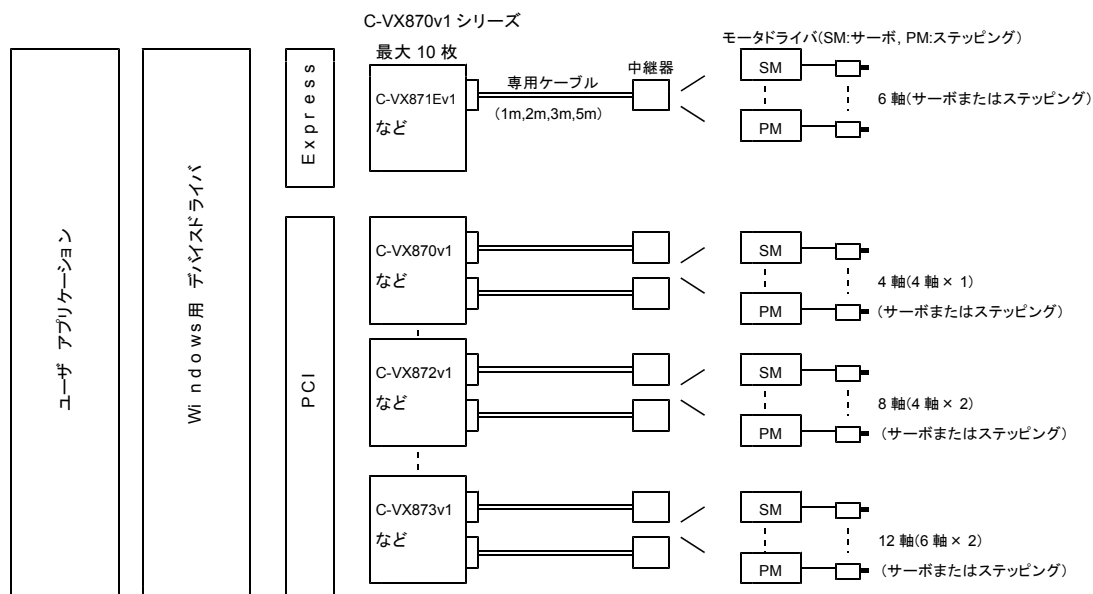 C-VX870v1 シリーズ
最大 10 枚
モータドライバ(SM:サーボ, PM:ステッピング)
ユーザ アプリケーション
Windows用 デバイスドライバ
Express
C-VX871Ev1
など
専用ケーブル
(1m,2m,3m,5m)
中継器
SM
PM
6 軸(サーボまたはステッピング)
PCI
C-VX870v1
など
SM
PM
4 軸(4 軸× 1)
(サーボまたはステッピング)
C-VX872v1
など
SM
PM
8 軸(4 軸× 2)
(サーボまたはステッピング)
C-VX873v1
など
SM
PM
12 軸(6 軸× 2)
(サーボまたはステッピング)